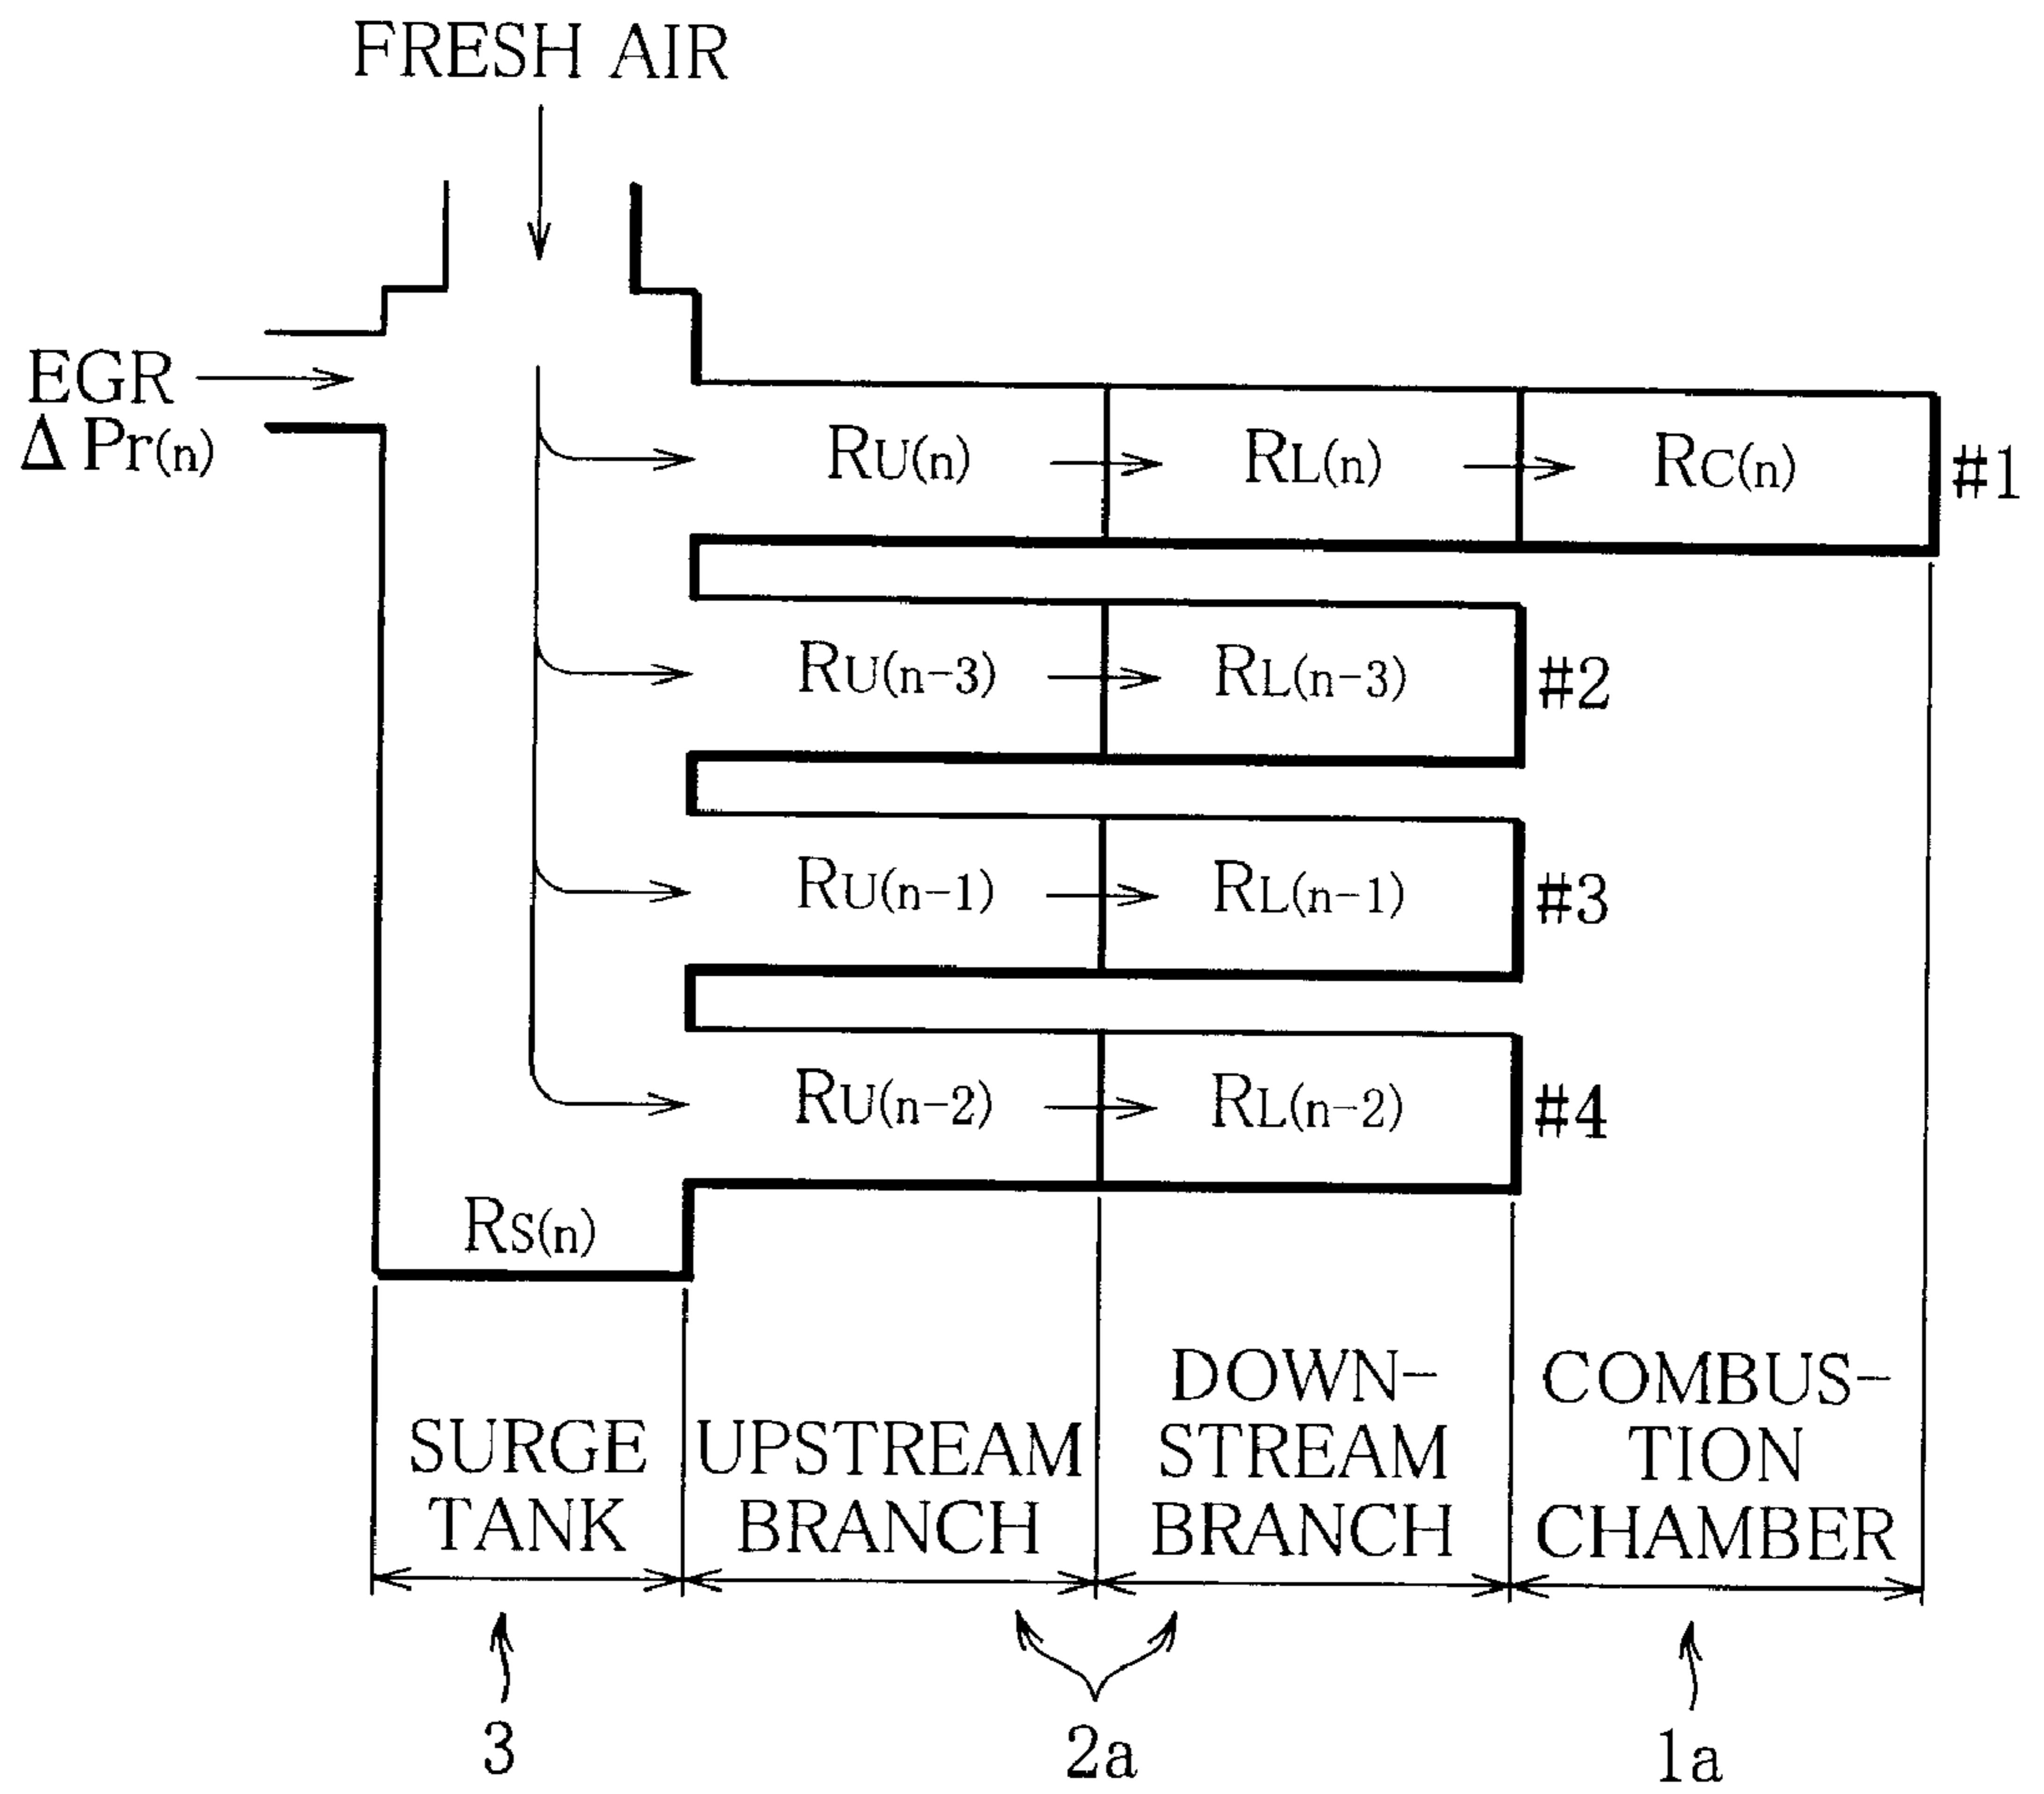 FRESH AIR
EGR
Δ Pr(n)
RU(n)
RL(n)
RC(n)
#1
RU(n-3)
RL(n-3)
#2
RU(n-1)
RL(n-1)
#3
RU(n-2)
RL(n-2)
#4
RS(n)
SURGE
TANK
UPSTREAM
BRANCH
DOWN-
STREAM
BRANCH
COMBUS-
TION
CHAMBER
3
2a
1a